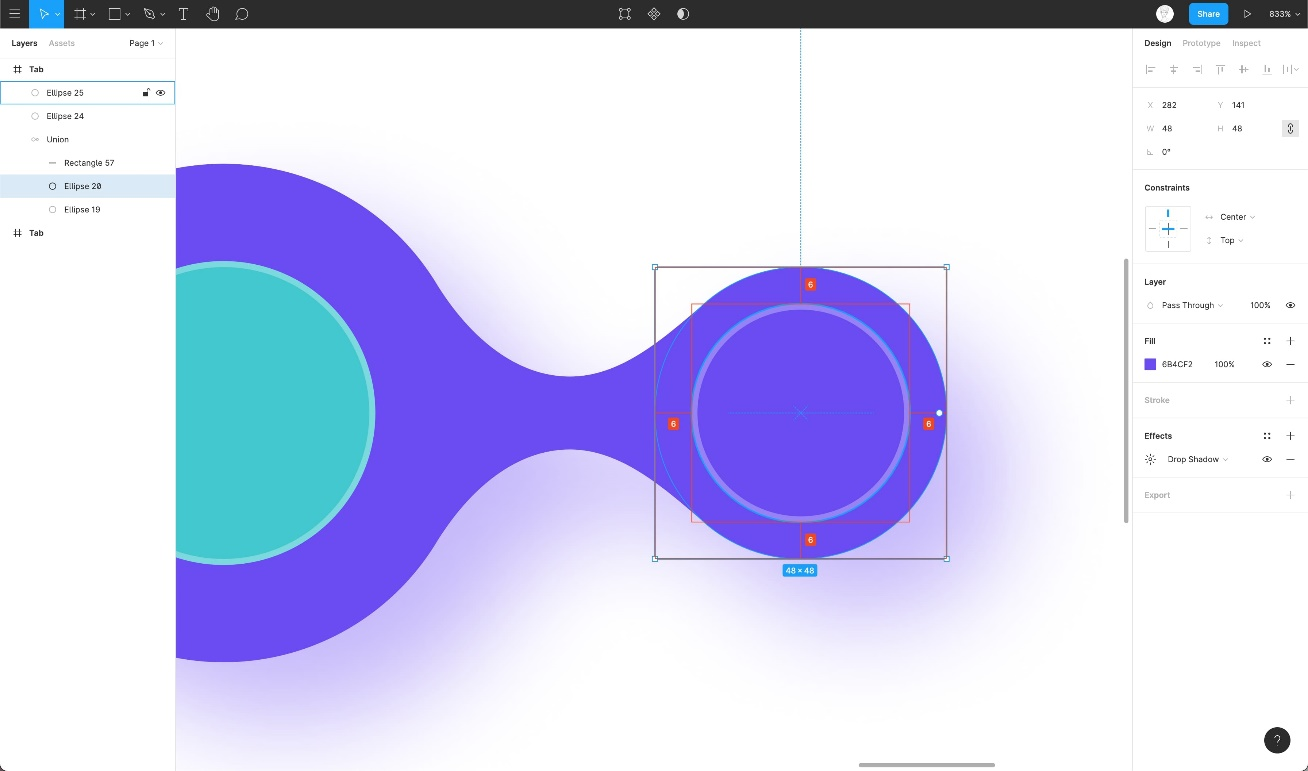 Share
833%
Layers Assets Page 1
Tab
Ellipse 25
Ellipse 24
Union
Rectangle 57
Ellipse 20
Ellipse 19
Tab
6
6
6
6
48 × 48
Design Prototype Inspect
X 282 Y 141
W 48 H 48
0°
Constraints
Center
Top
Layer
Pass Through 100%
Fill
6B4CF2 100%
Stroke
Effects
Drop Shadow
Export
?